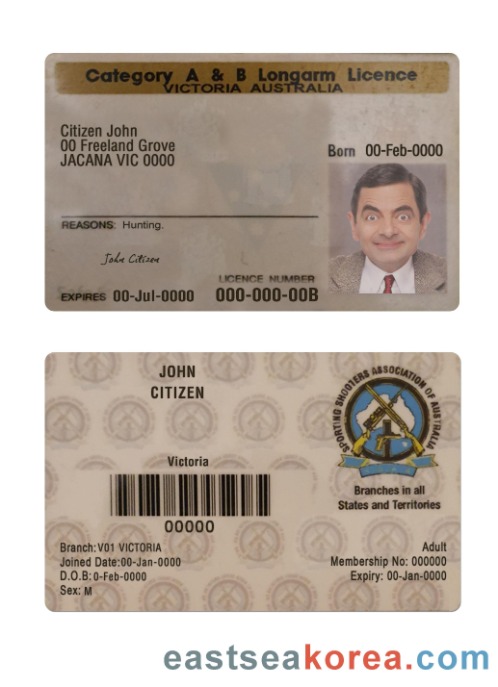 Category A & B Longarm Licence
VICTORIA AUSTRALIA
Citizen John
00 Freeland Grove
JACANA VIC 0000
Born 00-Feb-0000
REASONS: Hunting.
John Citizen
LICENCE NUMBER
EXPIRES 00-Jul-0000 000-000-00B
JOHN
CITIZEN
SPORTING SHOOTERS ASSOCIATION OF AUSTRALIA
Victoria
Branches in all
States and Territories
00000
Branch:V01 VICTORIA
Adult
Joined Date:00-Jan-0000
Membership No: 000000
D.O.B:0-Feb-0000
Expiry: 00-Jan-0000
Sex: M
eastseakorea.com